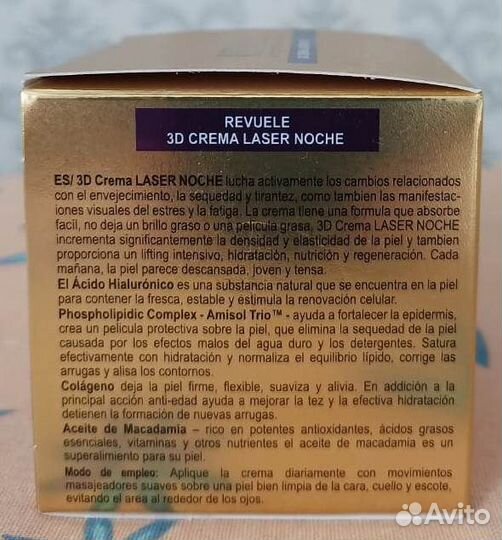 REVUELE
3D CREMA LASER NOCHE
ES/ 3D Crema LASER NOCHE lucha activamente los cambios relacionados
con el envejecimiento, la sequedad y tirantez, como tambien las manifestac-
iones visuales del estres y la fatiga. La crema tiene una formula que absorbe
facil, no deja un brillo graso o una pelicula grasa, 3D Crema LASER NOCHE
incrementa significantemente la densidad y elasticidad de la piel y tambien
proporciona un lifting intensivo, hidratación, nutrición y regeneración. Cada
mañana, la piel parece descansada, joven y tensa.
El Ácido Hialurónico es una substancia natural que se encuentra en la piel
para contener la fresca, estable y estimula la renovación celular.
Phospholipidic Complex - Amisol Trio™ - ayuda a fortalecer la epidermis,
crea un pelicula protectiva sobre la piel, que elimina la sequedad de la piel
causada por los efectos malos del agua duro y los detergentes. Satura
efectivamente con hidratación y normaliza el equilibrio lípido, corrige las
arrugas y alisa los contornos.
Colágeno deja la piel firme, flexible, suaviza y alivia. En addición a la
principal acción anti-edad ayuda a mejorar la tez y la efectiva hidratación
detienen la formación de nuevas arrugas.
Aceite de Macadamia – rico en potentes antioxidantes, ácidos grasos
esenciales, vitaminas y otros nutrientes el aceite de macadamia es un
superalimiento para su piel.
Modo de empleo: Aplique la crema diariamente con movimientos
masajeadores suaves sobre una piel bien limpia de la cara, cuello y escote,
evitando el area al rededor de los ojos.
Avito